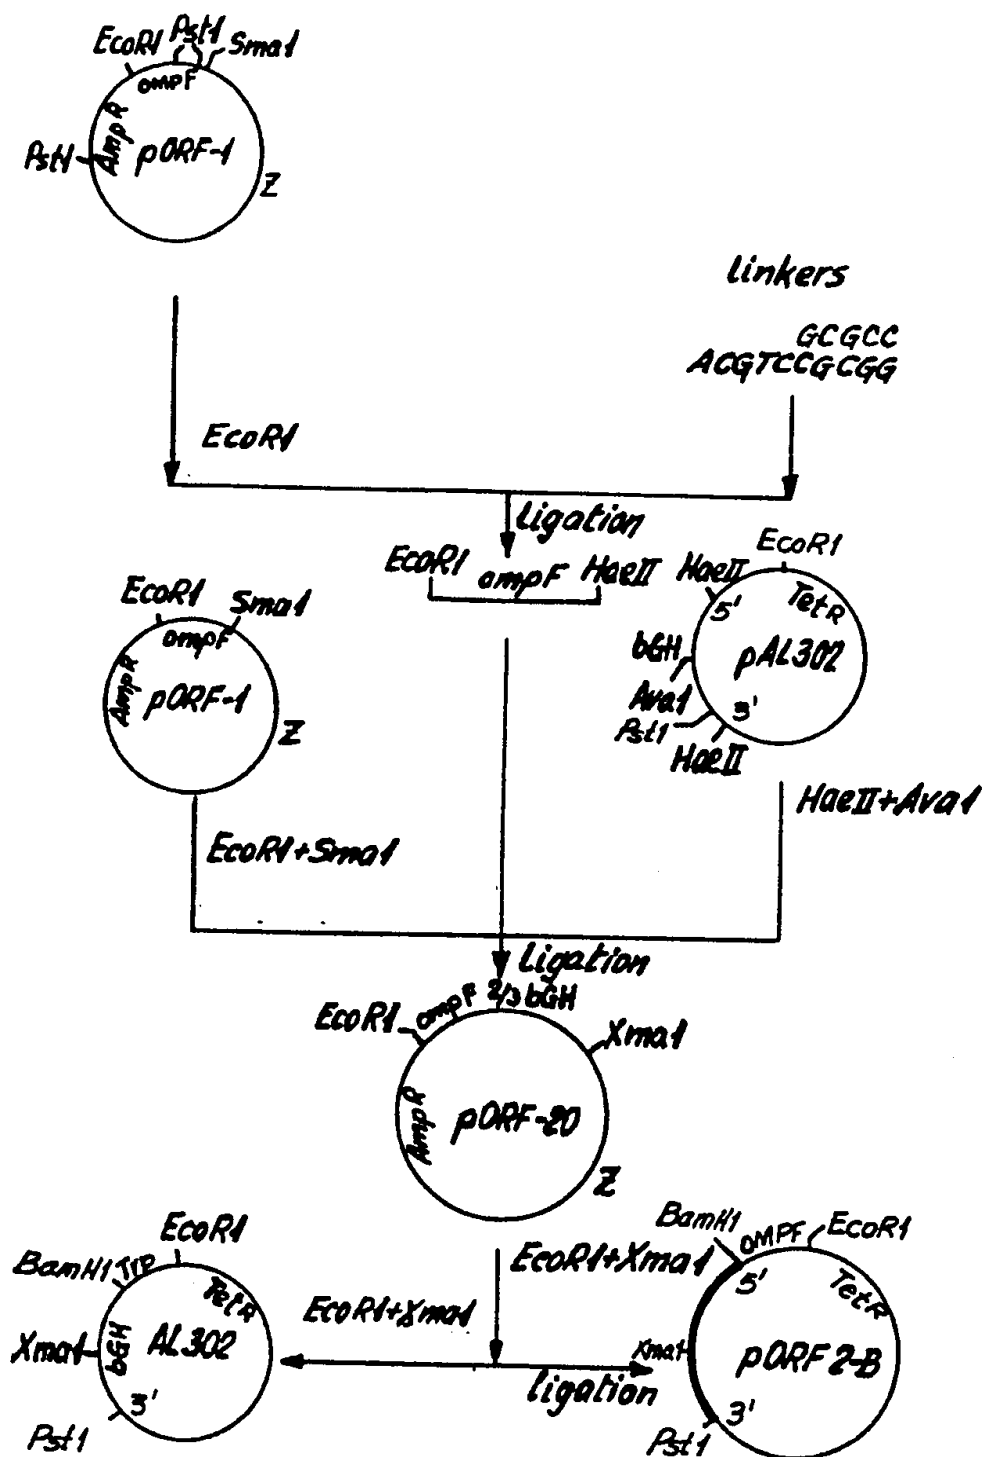 EcoR1 Pst1 Sma1
ompF
AmpR
pORF-1
Pst1
Z
linkers
GCGCC
ACGTCCGCGG
EcoR1
Ligation
EcoR1 ompF HaeII
EcoR1 Sma1
ompF
AmpR
pORF-1
Z
EcoR1
HaeII
5'
TetR
bGH
pAL302
Ava1
Pst1
3'
HaeII
EcoR1+Sma1
HaeII+Ava1
Ligation
EcoR1 ompF 2/3 bGH
Xma1
AmpR
pORF-20
Z
EcoR1+Xma1
EcoR1
BamH1 Trp
TetR
Xma1
bGH
AL302
3'
Pst1
EcoR1+Xma1
ligation
BamH1 OMPF EcoR1
5'
TetR
Xma1
pORF2-B
3'
Pst1